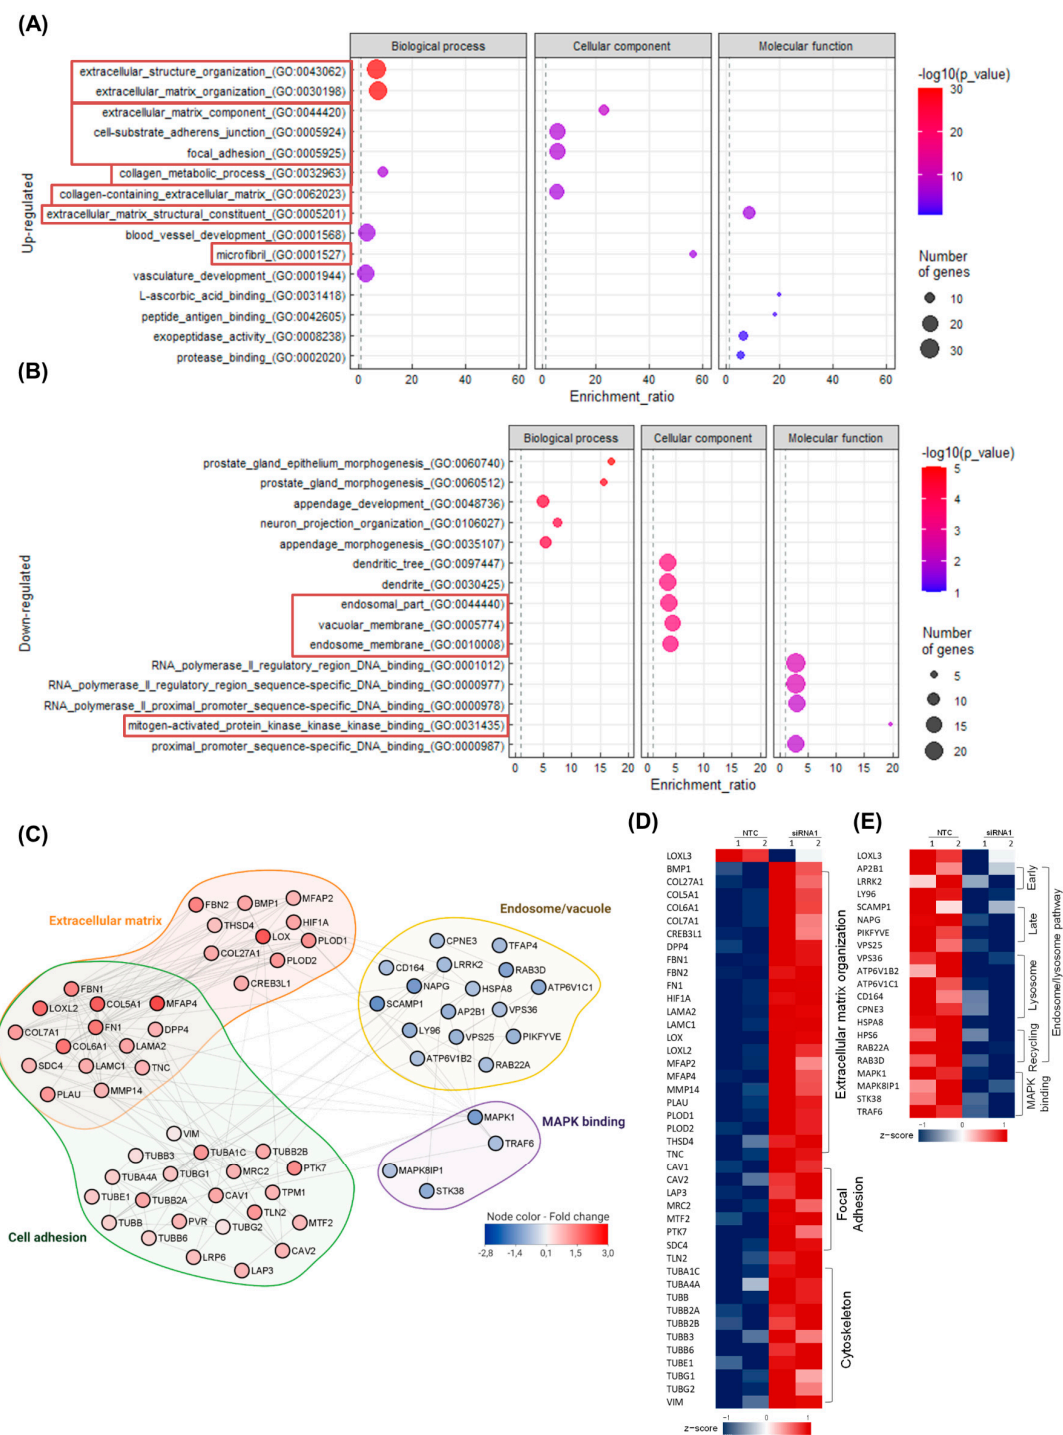 (A)
Biological process
Cellular component
Molecular function
Up-regulated
extracellular_structure_organization_(GO:0043062)
extracellular_matrix_organization_(GO:0030198)
extracellular_matrix_component_(GO:0044420)
cell-substrate_adherens_junction_(GO:0005924)
focal_adhesion_(GO:0005925)
collagen_metabolic_process_(GO:0032963)
collagen-containing_extracellular_matrix_(GO:0062023)
extracellular_matrix_structural_constituent_(GO:0005201)
blood_vessel_development_(GO:0001568)
microfibril_(GO:0001527)
vasculature_development_(GO:0001944)
L-ascorbic_acid_binding_(GO:0031418)
peptide_antigen_binding_(GO:0042605)
exopeptidase_activity_(GO:0008238)
protease_binding_(GO:0002020)
0 20 40 60 0 20 40 60 0 20 40 60
Enrichment_ratio
-log10(p_value)
30
20
10
Number
of genes
10
20
30
(B)
Biological process
Cellular component
Molecular function
Down-regulated
prostate_gland_epithelium_morphogenesis_(GO:0060740)
prostate_gland_morphogenesis_(GO:0060512)
appendage_development_(GO:0048736)
neuron_projection_organization_(GO:0106027)
appendage_morphogenesis_(GO:0035107)
dendritic_tree_(GO:0097447)
dendrite_(GO:0030425)
endosomal_part_(GO:0044440)
vacuolar_membrane_(GO:0005774)
endosome_membrane_(GO:0010008)
RNA_polymerase_II_regulatory_region_DNA_binding_(GO:0001012)
RNA_polymerase_II_regulatory_region_sequence-specific_DNA_binding_(GO:0000977)
RNA_polymerase_II_proximal_promoter_sequence-specific_DNA_binding_(GO:0000978)
mitogen-activated_protein_kinase_kinase_kinase_binding_(GO:0031435)
proximal_promoter_sequence-specific_DNA_binding_(GO:0000987)
0 5 10 15 20 0 5 10 15 20 0 5 10 15 20
Enrichment_ratio
-log10(p_value)
5
4
3
2
1
Number
of genes
5
10
15
20
(C)
Extracellular matrix
FBN2
BMP1
MFAP2
THSD4
HIF1A
LOX
PLOD1
COL27A1
PLOD2
CREB3L1
FBN1
LOXL2
COL5A1
MFAP4
COL7A1
FN1
DPP4
COL6A1
LAMA2
SDC4
LAMC1
TNC
PLAU
MMP14
VIM
TUBB3
TUBA1C
TUBB2B
TUBA4A
TUBG1
MRC2
PTK7
TUBE1
TUBB2A
CAV1
TPM1
TLN2
TUBB
PVR
TUBG2
MTF2
TUBB6
LRP6
CAV2
LAP3
Cell adhesion
Endosome/vacuole
CPNE3
TFAP4
CD164
LRRK2
RAB3D
NAPG
HSPA8
ATP6V1C1
SCAMP1
AP2B1
VPS36
LY96
VPS25
PIKFYVE
ATP6V1B2
RAB22A
MAPK binding
MAPK1
TRAF6
MAPK8IP1
STK38
Node color - Fold change
-2,8 -1,4 0,1 1,5 3,0
(D)
NTC siRNA1
1 2 1 2
LOXL3
BMP1
COL27A1
COL5A1
COL6A1
COL7A1
CREB3L1
DPP4
FBN1
FBN2
FN1
HIF1A
LAMA2
LAMC1
LOX
LOXL2
MFAP2
MFAP4
MMP14
PLAU
PLOD1
PLOD2
THSD4
TNC
CAV1
CAV2
LAP3
MRC2
MTF2
PTK7
SDC4
TLN2
TUBA1C
TUBA4A
TUBB
TUBB2A
TUBB2B
TUBB3
TUBB6
TUBE1
TUBG1
TUBG2
VIM
Extracellular matrix organization
Focal
Adhesion
Cytoskeleton
z-score
-1 0 1
(E)
NTC siRNA1
1 2 1 2
LOXL3
AP2B1
LRRK2
LY96
SCAMP1
NAPG
PIKFYVE
VPS25
VPS36
ATP6V1B2
ATP6V1C1
CD164
CPNE3
HSPA8
HPS6
RAB22A
RAB3D
MAPK1
MAPK8IP1
STK38
TRAF6
Early
Late
Lysosome
Recycling
MAPK
binding
Endosome/lysosome pathway
z-score
-1 0 1